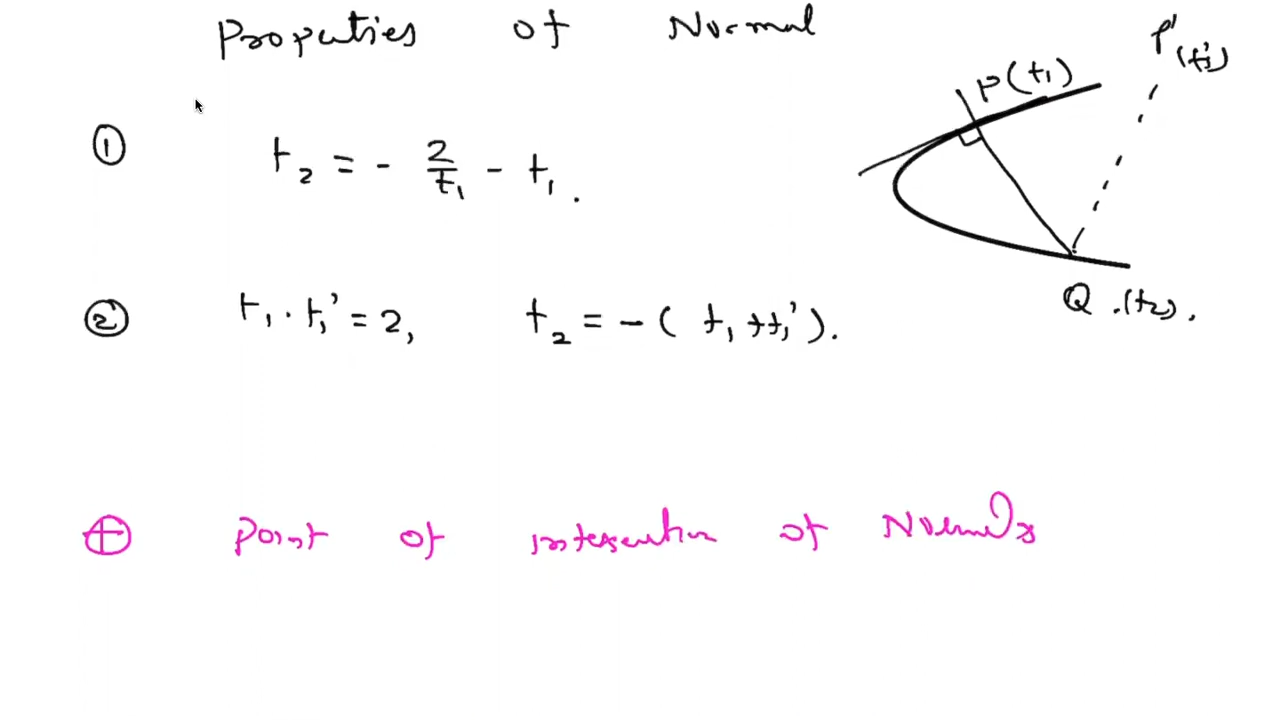 Properties of Normal
P'
(t₁')
P(t₁)
① t₂ = - 2/t₁ - t₁.
Q .(t₂).
② t₁ . t₁' = 2, t₂ = -( t₁ + t₁' ).
⊕ Point of intersection of Normals